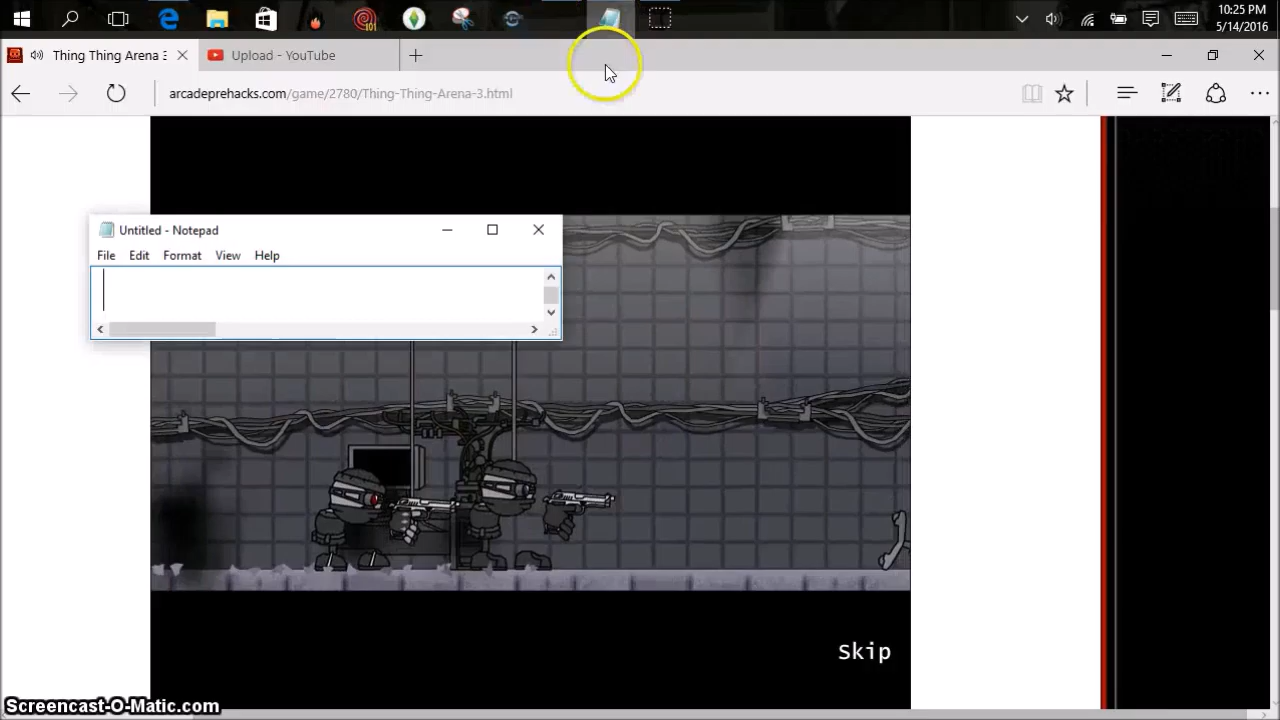 10:25 PM
5/14/2016
Thing Thing Arena 3
Upload - YouTube
arcadeprehacks.com/game/2780/Thing-Thing-Arena-3.html
Untitled - Notepad
File Edit Format View Help
Skip
Screencast-O-Matic.com
101